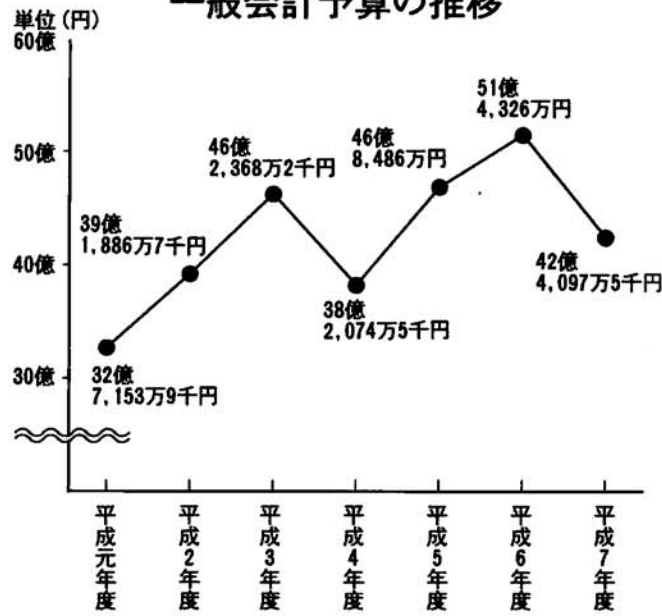 一般会計予算の推移
単位(円)
60億
50億
40億
30億
39億
1,886万7千円
46億
2,368万2千円
46億
8,486万円
51億
4,326万円
32億
7,153万9千円
38億
2,074万5千円
42億
4,097万5千円
平成元年度
平成2年度
平成3年度
平成4年度
平成5年度
平成6年度
平成7年度